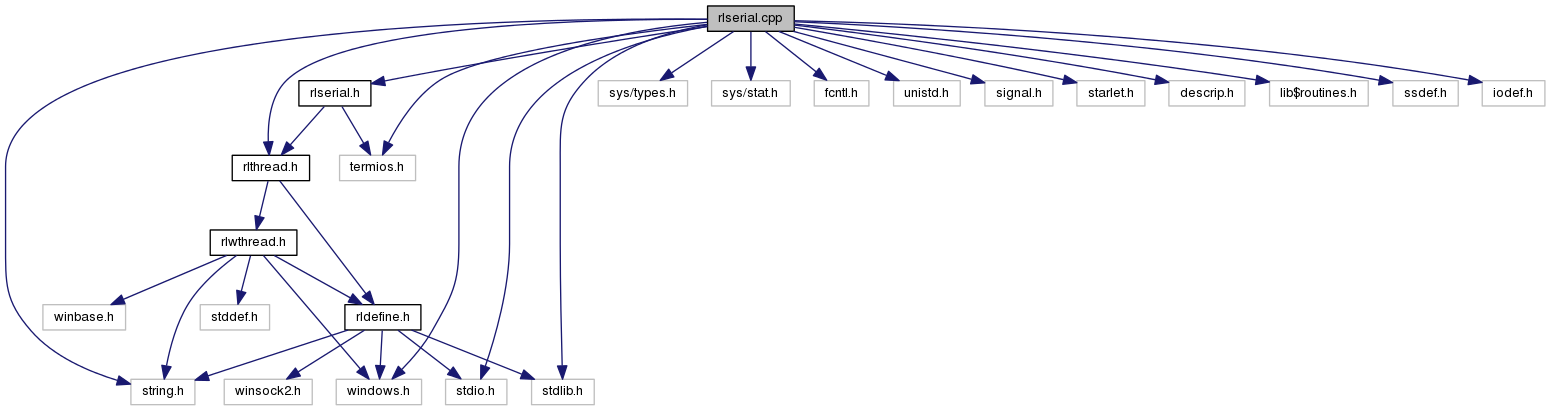 rlserial.cpp
rlserial.h
sys/types.h
sys/stat.h
fcntl.h
unistd.h
signal.h
starlet.h
descrip.h
lib$routines.h
ssdef.h
iodef.h
rlthread.h
termios.h
rlwthread.h
winbase.h
stddef.h
rldefine.h
string.h
winsock2.h
windows.h
stdio.h
stdlib.h